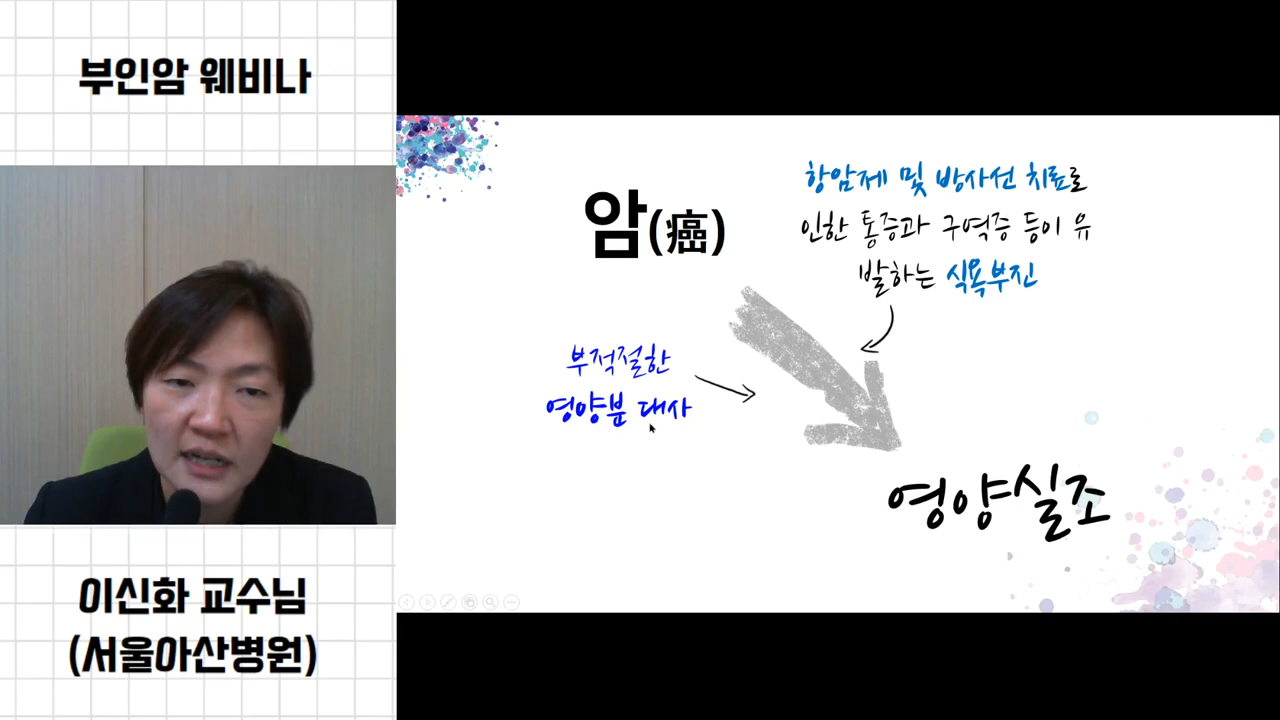 부인암 웨비나
이신화 교수님
(서울아산병원)
암(癌)
항암제 및 방사선 치료로
인한 통증과 구역증 등이 유
발하는 식욕부진
부적절한
영양분 대사
영양실조